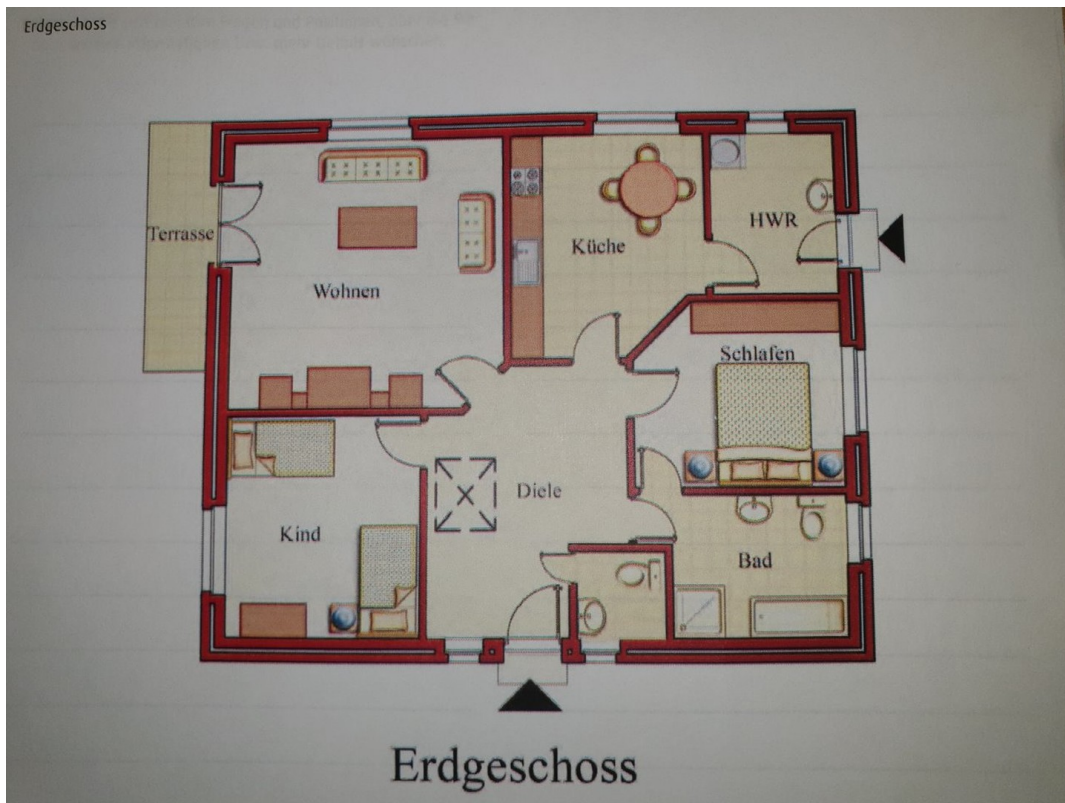 Erdgeschoss
Terrasse
Wohnen
Küche
HWR
Schlafen
Kind
Diele
Bad
Erdgeschoss